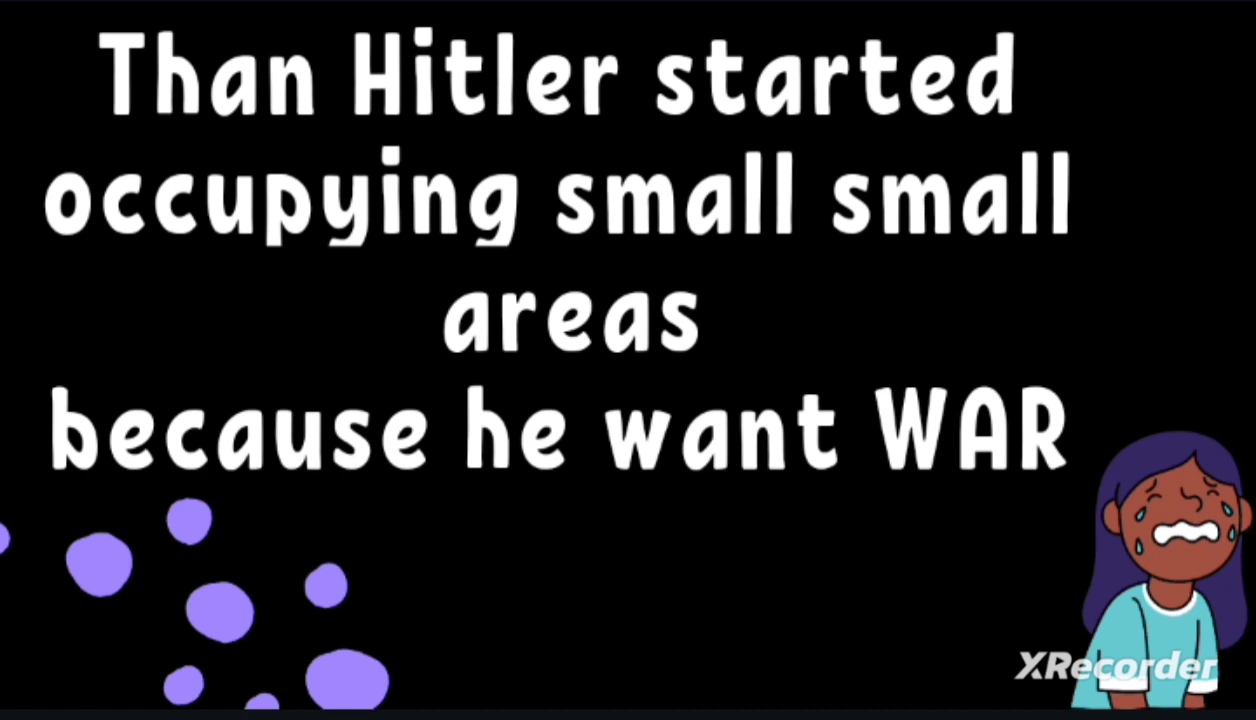 Than Hitler started
occupying small small
areas
because he want WAR
XRecorder